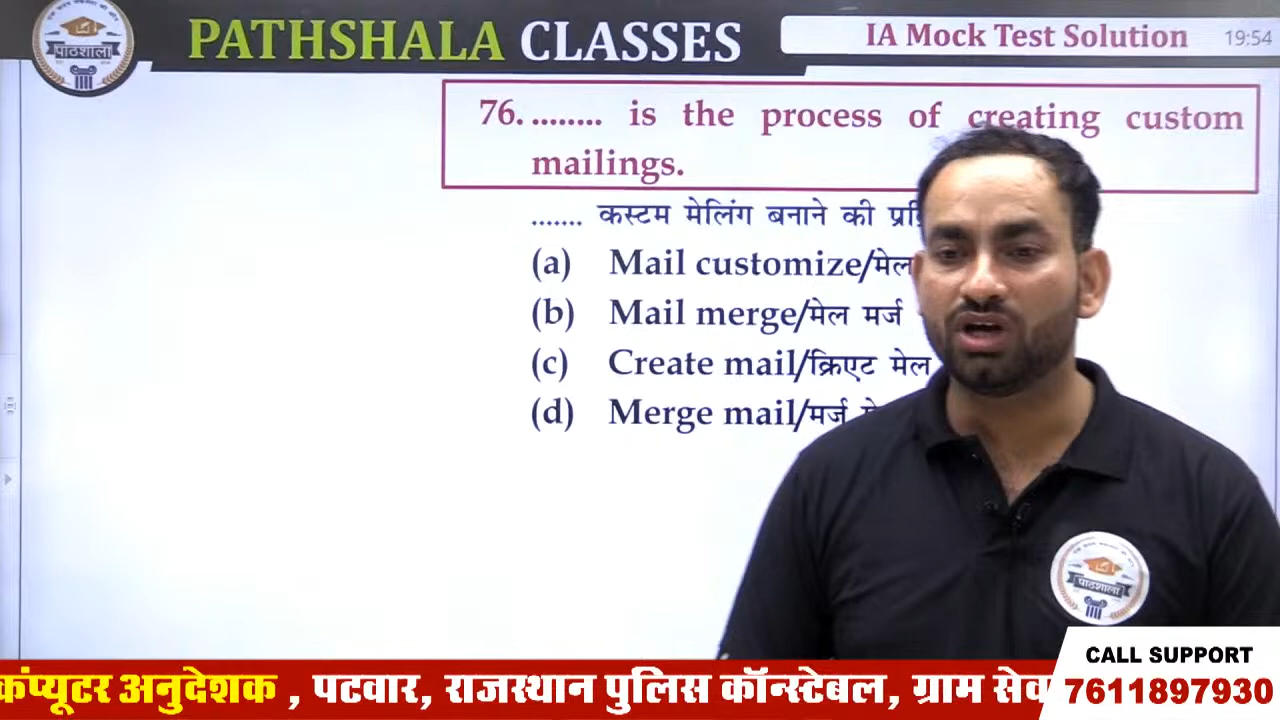 पाठशाला
PATHSHALA CLASSES
IA Mock Test Solution 19:54
76. ........ is the process of creating custom
mailings.
....... कस्टम मेलिंग बनाने की
(a) Mail customize/मेल
(b) Mail merge/मेल मर्ज
(c) Create mail/क्रिएट मेल
(d) Merge mail/मर्ज
पाठशाला
CALL SUPPORT
कंप्यूटर अनुदेशक , पटवार, राजस्थान पुलिस कॉन्स्टेबल, ग्राम
7611897930